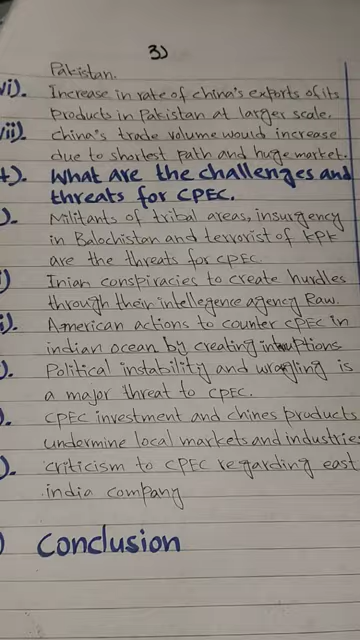 3)
Pakistan.
vi). Increase in rate of china's exports of its
products in Pakistan at larger scale.
vii). china's trade volume would increase
due to shortest path and huge market.
+). What are the challenges and
threats for CPEC.
). Militants of tribal areas, insurgency
in Balochistan and terrorist of KPK
are the threats for CPEC.
i) Inian conspiracies to create hurdles
through their intellegence agency Raw.
i). American actions to counter CPEC in
indian ocean by creating intruptions
). Political instability and wrangling is
a major threat to CPEC.
). CPEC investment and chines products
undermine local markets and industries
). criticism to CPEC regarding east
india company
) Conclusion